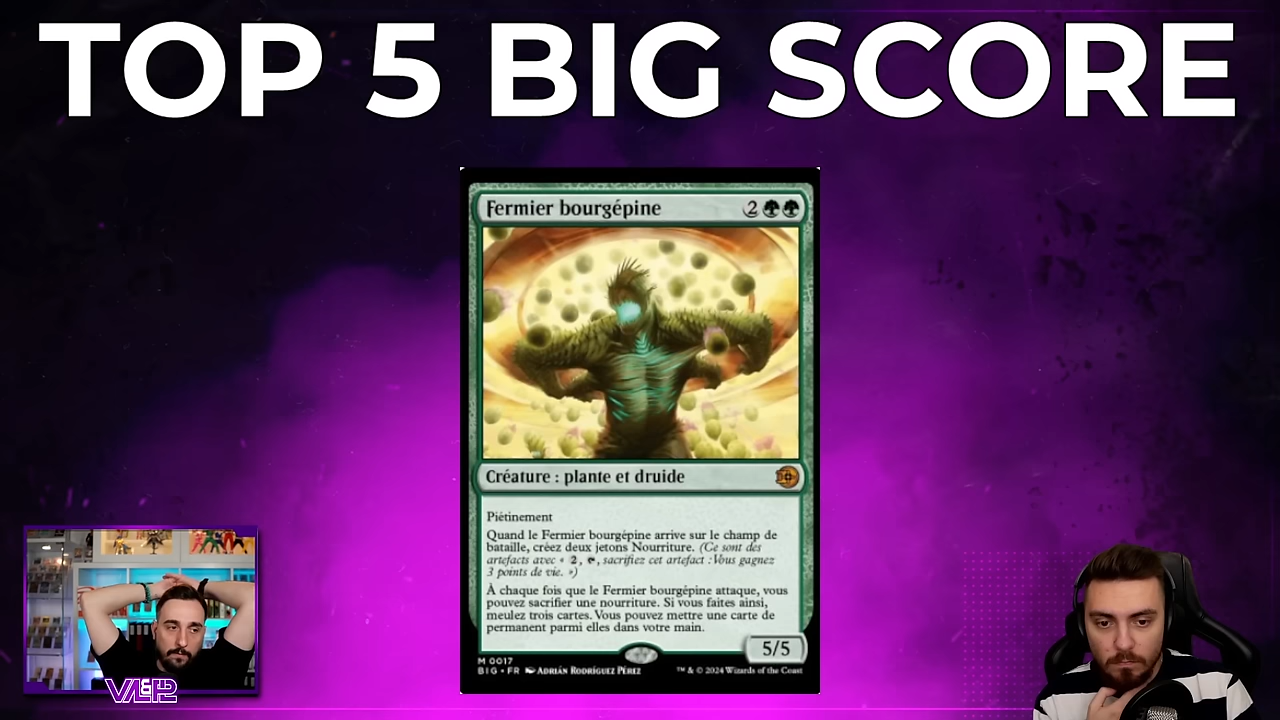 TOP 5 BIG SCORE
Fermier bourgépine 2
Créature : plante et druide
Piétinement
Quand le Fermier bourgépine arrive sur le champ de
bataille, créez deux jetons Nourriture. (Ce sont des
artefacts avec « 2, , sacrifiez cet artefact : Vous gagnez
3 points de vie. »)
À chaque fois que le Fermier bourgépine attaque, vous
pouvez sacrifier une nourriture. Si vous faites ainsi,
meulez trois cartes. Vous pouvez mettre une carte de
permanent parmi elles dans votre main.
5/5
M 0017
BIG • FR ADRIÁN RODRÍGUEZ PÉREZ
™ & © 2024 Wizards of the Coast